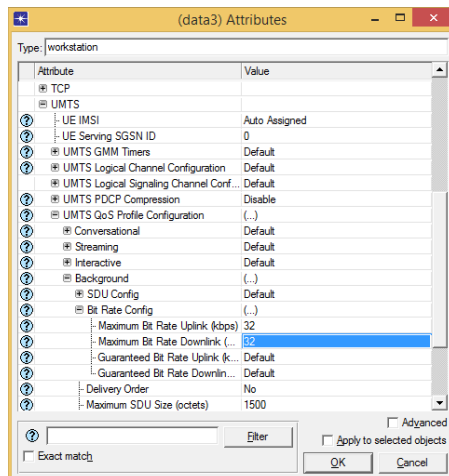 (data3) Attributes
Type: workstation
Attribute Value
TCP
UMTS
UE IMSI Auto Assigned
UE Serving SGSN ID 0
UMTS GMM Timers Default
UMTS Logical Channel Configuration Default
UMTS Logical Signaling Channel Conf... Default
UMTS PDCP Compression Disable
UMTS QoS Profile Configuration (...)
Conversational Default
Streaming Default
Interactive Default
Background (...)
SDU Config Default
Bit Rate Config (...)
Maximum Bit Rate Uplink (kbps) 32
Maximum Bit Rate Downlink (... 32
Guaranteed Bit Rate Uplink (k... Default
Guaranteed Bit Rate Downlin... Default
Delivery Order No
Maximum SDU Size (octets) 1500
Advanced
Filter
Apply to selected objects
Exact match
OK Cancel